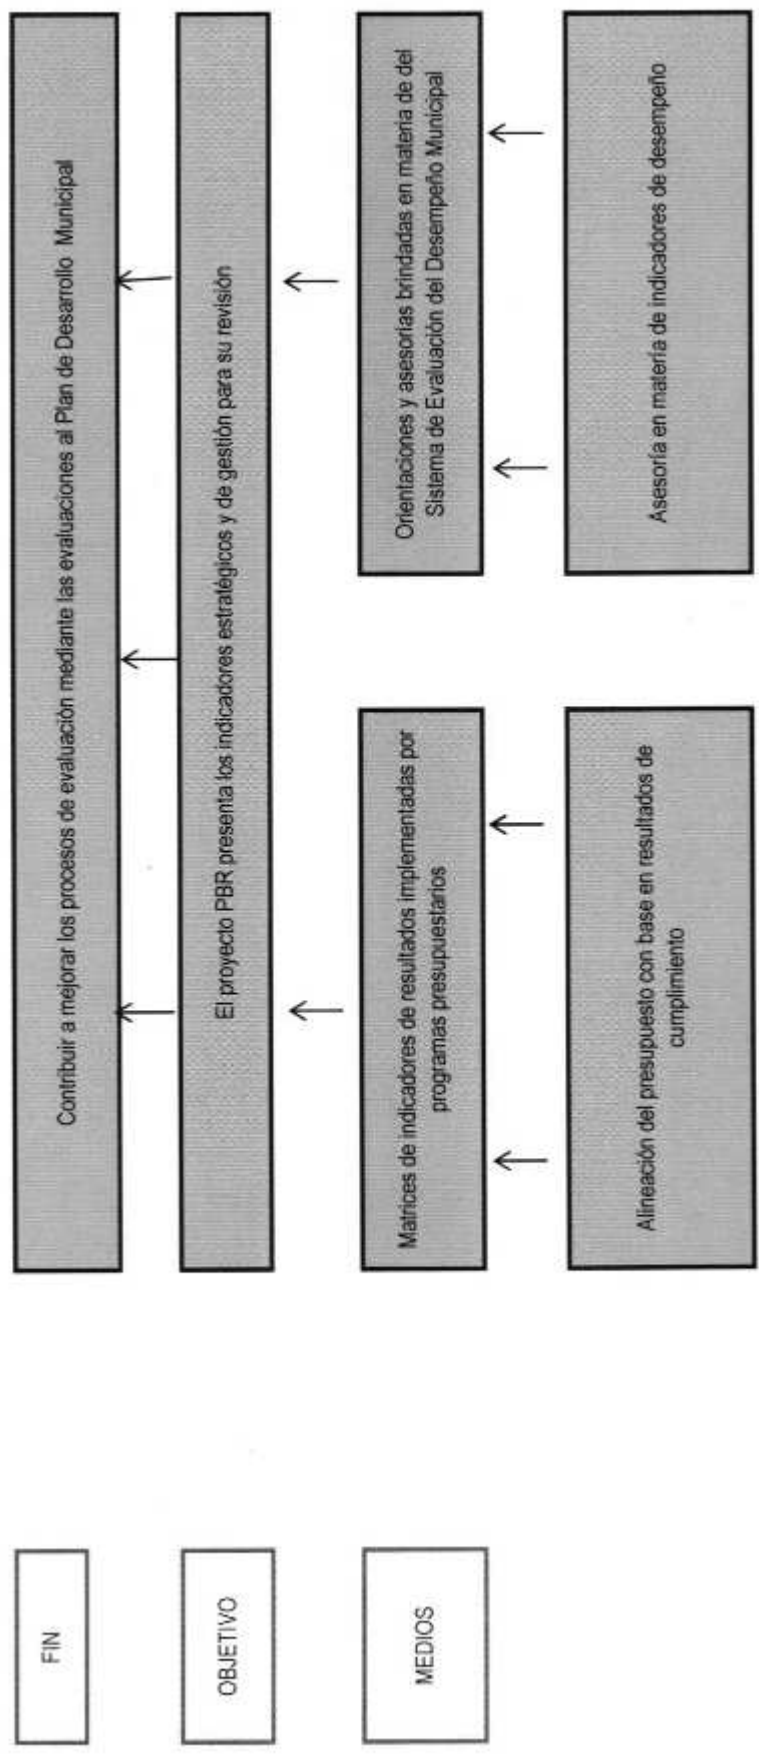 FIN
Contribuir a mejorar los procesos de evaluación mediante las evaluaciones al Plan de Desarrollo Municipal
OBJETIVO
El proyecto PBR presenta los indicadores estratégicos y de gestión para su revisión
MEDIOS
Matrices de indicadores de resultados implementadas por
programas presupuestarios
Orientaciones y asesorías brindadas en materia de del
Sistema de Evaluación del Desempeño Municipal
Alineación del presupuesto con base en resultados de
cumplimiento
Asesoría en materia de indicadores de desempeño